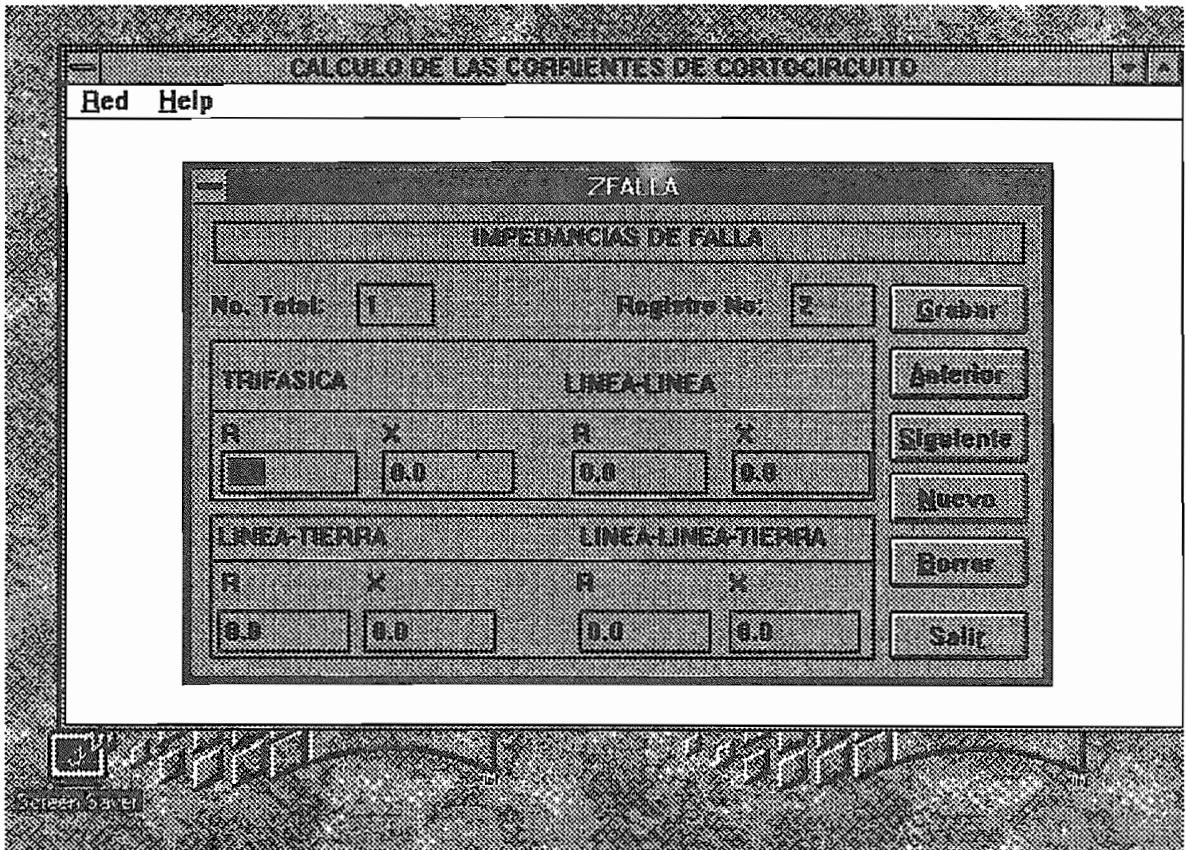 CALCULO DE LAS CORRIENTES DE CORTOCIRCUITO
Red Help
ZFALLA
IMPEDANCIAS DE FALLA
No. Total: 1 Registro No: 2 Grabar
TRIFASICA LINEA-LINEA Anterior
R X R X Siguiente
0.0 0.0 0.0
Nuevo
LINEA-TIERRA LINEA-LINEA-TIERRA
Borrar
R X R X
0.0 0.0 0.0 0.0 Salir
Screen Saver